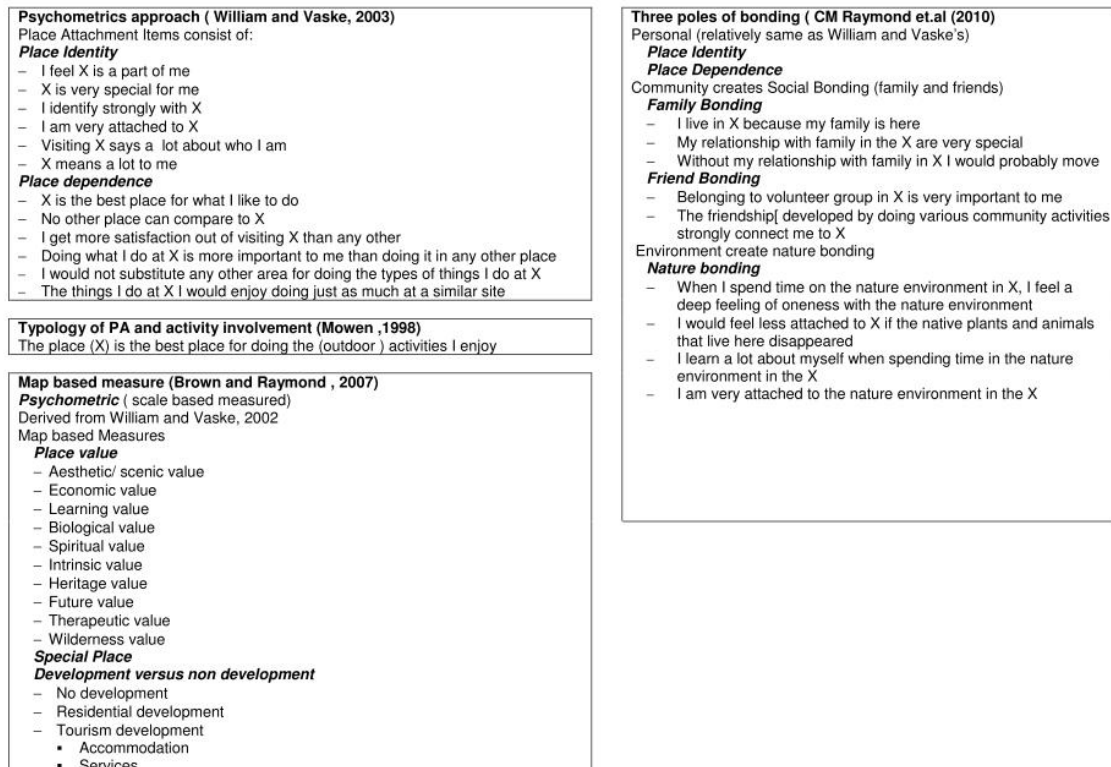 Psychometrics approach ( William and Vaske, 2003)
Place Attachment Items consist of:
Place Identity
– I feel X is a part of me
– X is very special for me
– I identify strongly with X
– I am very attached to X
– Visiting X says a lot about who I am
– X means a lot to me
Place dependence
– X is the best place for what I like to do
– No other place can compare to X
– I get more satisfaction out of visiting X than any other
– Doing what I do at X is more important to me than doing it in any other place
– I would not substitute any other area for doing the types of things I do at X
– The things I do at X I would enjoy doing just as much at a similar site
Typology of PA and activity involvement (Mowen ,1998)
The place (X) is the best place for doing the (outdoor ) activities I enjoy
Map based measure (Brown and Raymond , 2007)
Psychometric ( scale based measured)
Derived from William and Vaske, 2002
Map based Measures
Place value
– Aesthetic/ scenic value
– Economic value
– Learning value
– Biological value
– Spiritual value
– Intrinsic value
– Heritage value
– Future value
– Therapeutic value
– Wilderness value
Special Place
Development versus non development
– No development
– Residential development
– Tourism development
▪ Accommodation
▪ Services
Three poles of bonding ( CM Raymond et.al (2010)
Personal (relatively same as William and Vaske's)
Place Identity
Place Dependence
Community creates Social Bonding (family and friends)
Family Bonding
– I live in X because my family is here
– My relationship with family in the X are very special
– Without my relationship with family in X I would probably move
Friend Bonding
– Belonging to volunteer group in X is very important to me
– The friendship[ developed by doing various community activities
strongly connect me to X
Environment create nature bonding
Nature bonding
– When I spend time on the nature environment in X, I feel a
deep feeling of oneness with the nature environment
– I would feel less attached to X if the native plants and animals
that live here disappeared
– I learn a lot about myself when spending time in the nature
environment in the X
– I am very attached to the nature environment in the X